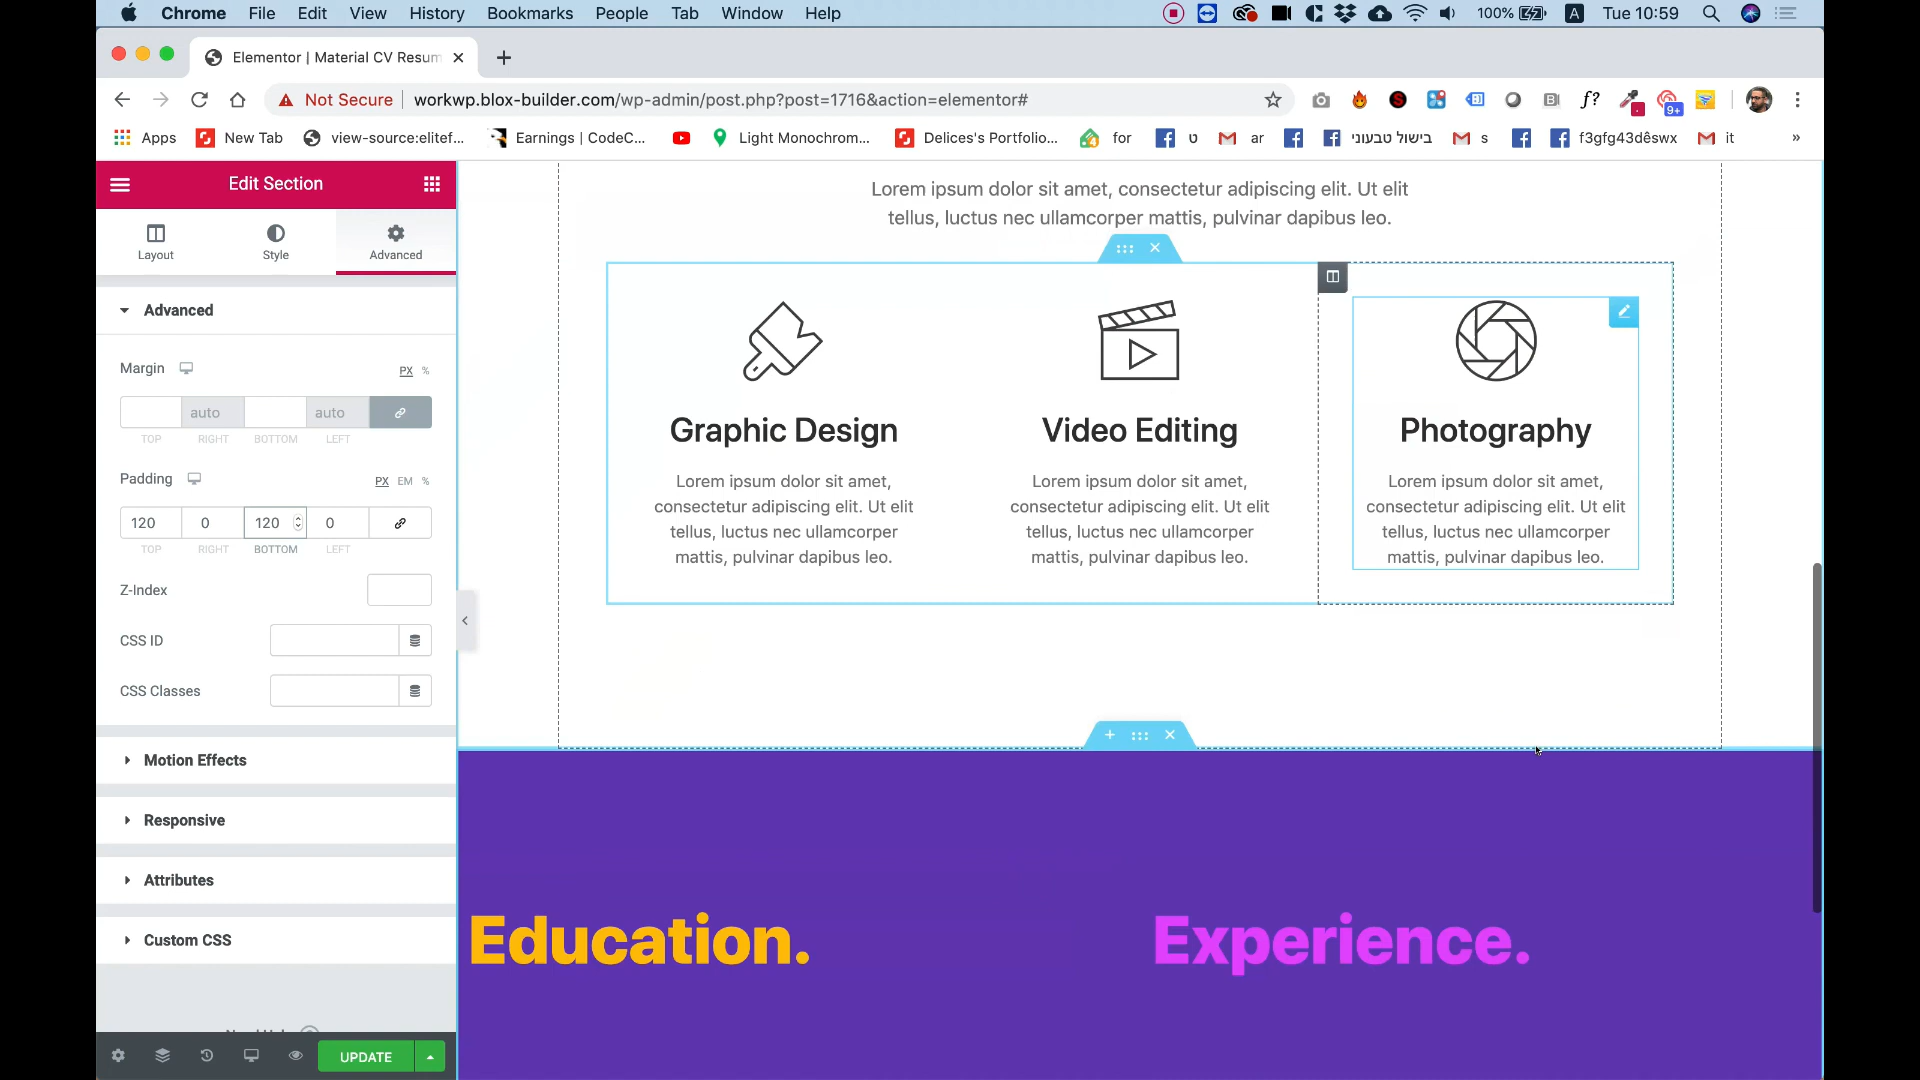 Chrome File Edit View History Bookmarks People Tab Window Help 100% A Tue 10:59
Elementor | Material CV Resum
Not Secure workwp.blox-builder.com/wp-admin/post.php?post=1716&action=elementor# f? 9+
Apps New Tab view-source:elitef... Earnings | CodeC... Light Monochrom... Delices's Portfolio... for ט ar בישול טבעוני s f3gfg43dêswx it »
Edit Section
Layout Style Advanced
Advanced
Margin PX %
auto auto
TOP RIGHT BOTTOM LEFT
Padding PX EM %
120 0 120 0
TOP RIGHT BOTTOM LEFT
Z-Index
CSS ID
CSS Classes
Motion Effects
Responsive
Attributes
Custom CSS
UPDATE
Lorem ipsum dolor sit amet, consectetur adipiscing elit. Ut elit
tellus, luctus nec ullamcorper mattis, pulvinar dapibus leo.
Graphic Design
Lorem ipsum dolor sit amet,
consectetur adipiscing elit. Ut elit
tellus, luctus nec ullamcorper
mattis, pulvinar dapibus leo.
Video Editing
Lorem ipsum dolor sit amet,
consectetur adipiscing elit. Ut elit
tellus, luctus nec ullamcorper
mattis, pulvinar dapibus leo.
Photography
Lorem ipsum dolor sit amet,
consectetur adipiscing elit. Ut elit
tellus, luctus nec ullamcorper
mattis, pulvinar dapibus leo.
Education.
Experience.